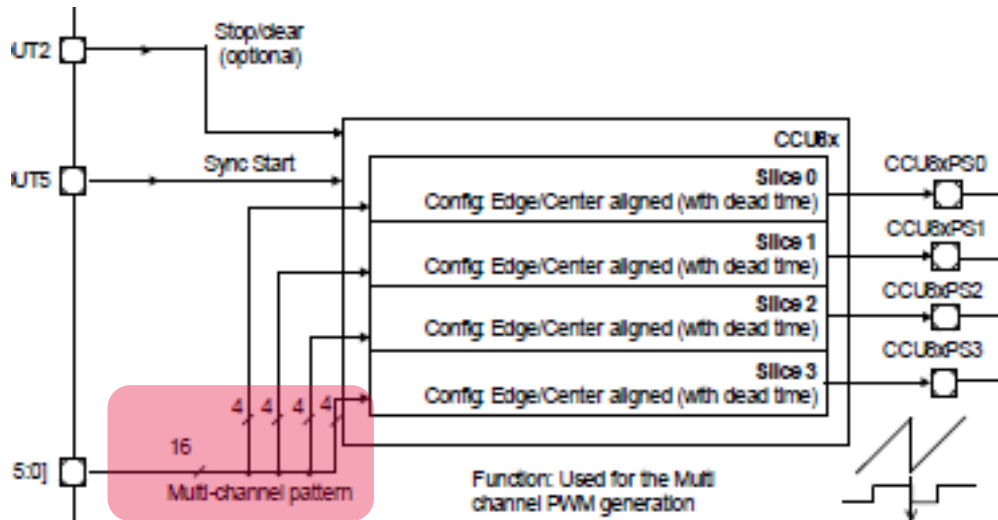 UT2
Stop/clear
(optional)
UT5
Sync Start
CCU8x
Slice 0
Config: Edge/Center aligned (with dead time)
Slice 1
Config: Edge/Center aligned (with dead time)
Slice 2
Config: Edge/Center aligned (with dead time)
Slice 3
Config: Edge/Center aligned (with dead time)
CCU8xPS0
CCU8xPS1
CCU8xPS2
CCU8xPS3
4 4 4 4
16
5:0]
Multi-channel pattern
Function: Used for the Multi
channel PWM generation